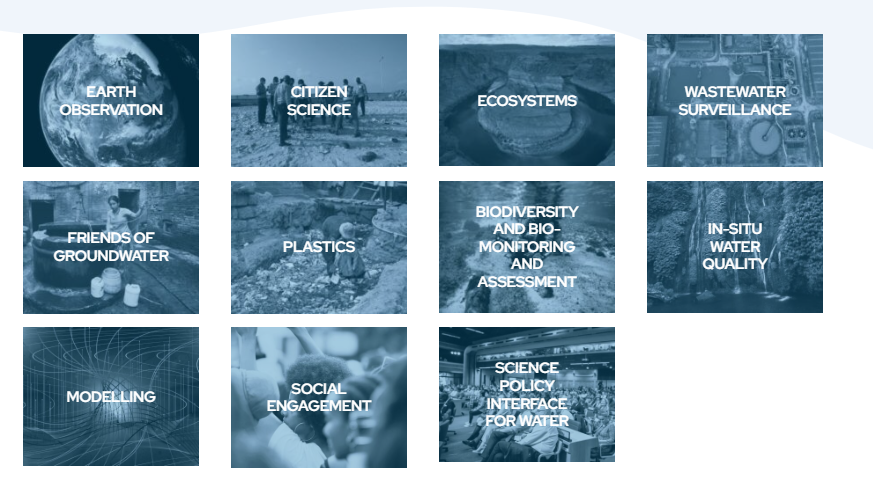 EARTH
OBSERVATION
CITIZEN
SCIENCE
ECOSYSTEMS
WASTEWATER
SURVEILLANCE
FRIENDS OF
GROUNDWATER
PLASTICS
BIODIVERSITY
AND BIO-
MONITORING
AND
ASSESSMENT
IN-SITU
WATER
QUALITY
MODELLING
SOCIAL
ENGAGEMENT
SCIENCE
POLICY
INTERFACE
FOR WATER